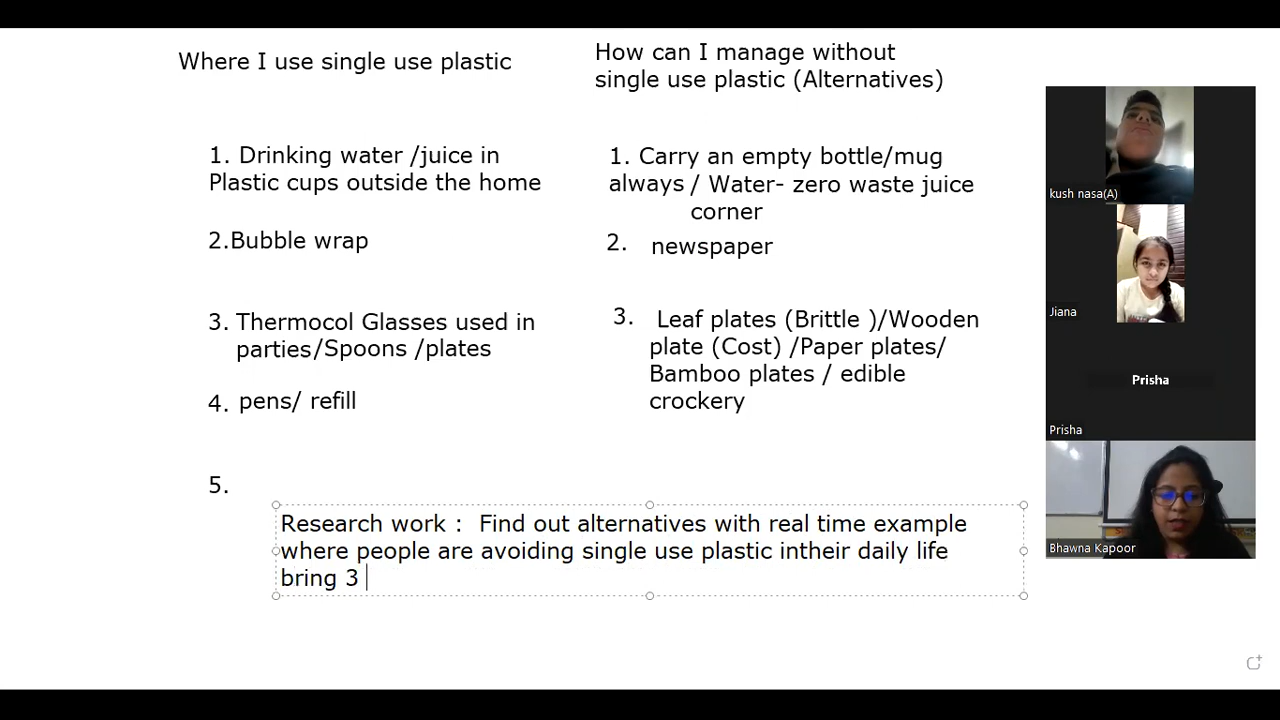 Where I use single use plastic
How can I manage without
single use plastic (Alternatives)
1. Drinking water /juice in
Plastic cups outside the home
1. Carry an empty bottle/mug
always / Water- zero waste juice
corner
2.Bubble wrap
2. newspaper
3. Thermocol Glasses used in
parties/Spoons /plates
3. Leaf plates (Brittle )/Wooden
plate (Cost) /Paper plates/
Bamboo plates / edible
crockery
4. pens/ refill
5.
Research work : Find out alternatives with real time example
where people are avoiding single use plastic intheir daily life
bring 3
kush nasa(A)
Jiana
Prisha
Prisha
Bhawna Kapoor